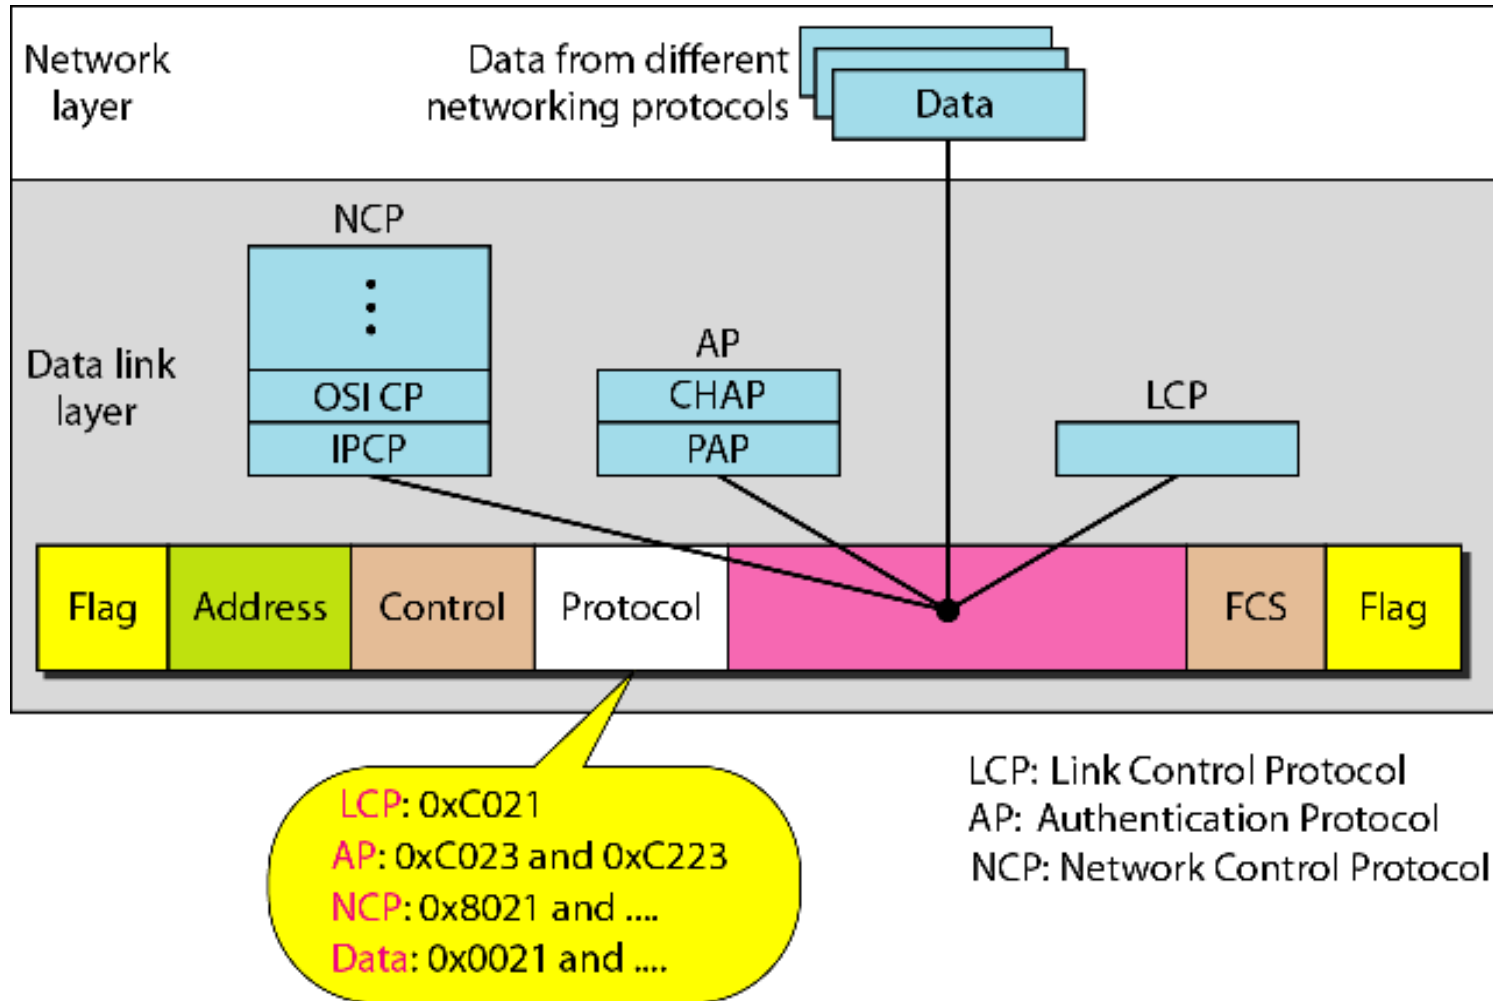 Network
layer
Data from different
networking protocols
Data
NCP
Data link
layer
OSI CP
IPCP
AP
CHAP
PAP
LCP
Flag Address Control Protocol FCS Flag
LCP: 0xC021
AP: 0xC023 and 0xC223
NCP: 0x8021 and ....
Data: 0x0021 and ....
LCP: Link Control Protocol
AP: Authentication Protocol
NCP: Network Control Protocol